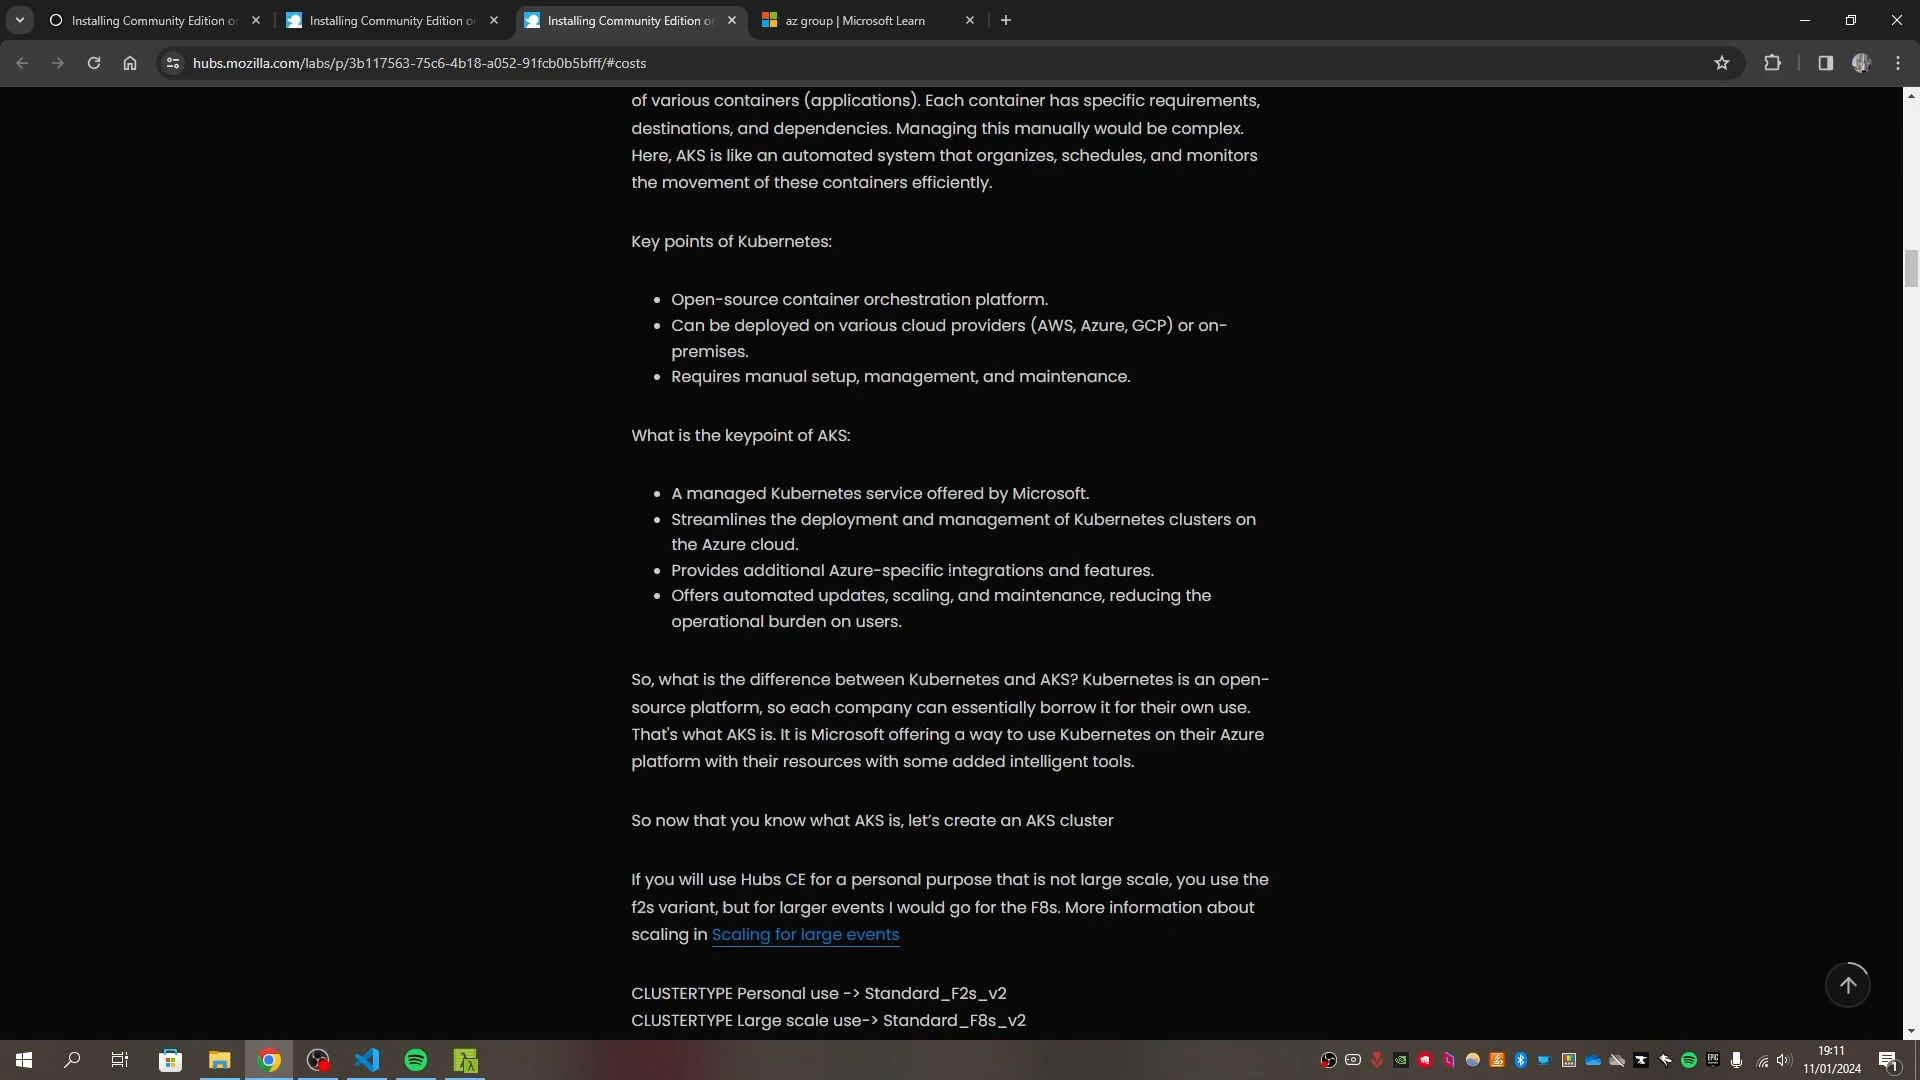 Installing Community Edition or
Installing Community Edition or
Installing Community Edition or
az group | Microsoft Learn
hubs.mozilla.com/labs/p/3b117563-75c6-4b18-a052-91fcb0b5bfff/#costs
of various containers (applications). Each container has specific requirements,
destinations, and dependencies. Managing this manually would be complex.
Here, AKS is like an automated system that organizes, schedules, and monitors
the movement of these containers efficiently.
Key points of Kubernetes:
Open-source container orchestration platform.
Can be deployed on various cloud providers (AWS, Azure, GCP) or on-
premises.
Requires manual setup, management, and maintenance.
What is the keypoint of AKS:
A managed Kubernetes service offered by Microsoft.
Streamlines the deployment and management of Kubernetes clusters on
the Azure cloud.
Provides additional Azure-specific integrations and features.
Offers automated updates, scaling, and maintenance, reducing the
operational burden on users.
So, what is the difference between Kubernetes and AKS? Kubernetes is an open-
source platform, so each company can essentially borrow it for their own use.
That's what AKS is. It is Microsoft offering a way to use Kubernetes on their Azure
platform with their resources with some added intelligent tools.
So now that you know what AKS is, let's create an AKS cluster
If you will use Hubs CE for a personal purpose that is not large scale, you use the
f2s variant, but for larger events I would go for the F8s. More information about
scaling in Scaling for large events
CLUSTERTYPE Personal use -> Standard_F2s_v2
CLUSTERTYPE Large scale use-> Standard_F8s_v2
19:11
11/01/2024
1